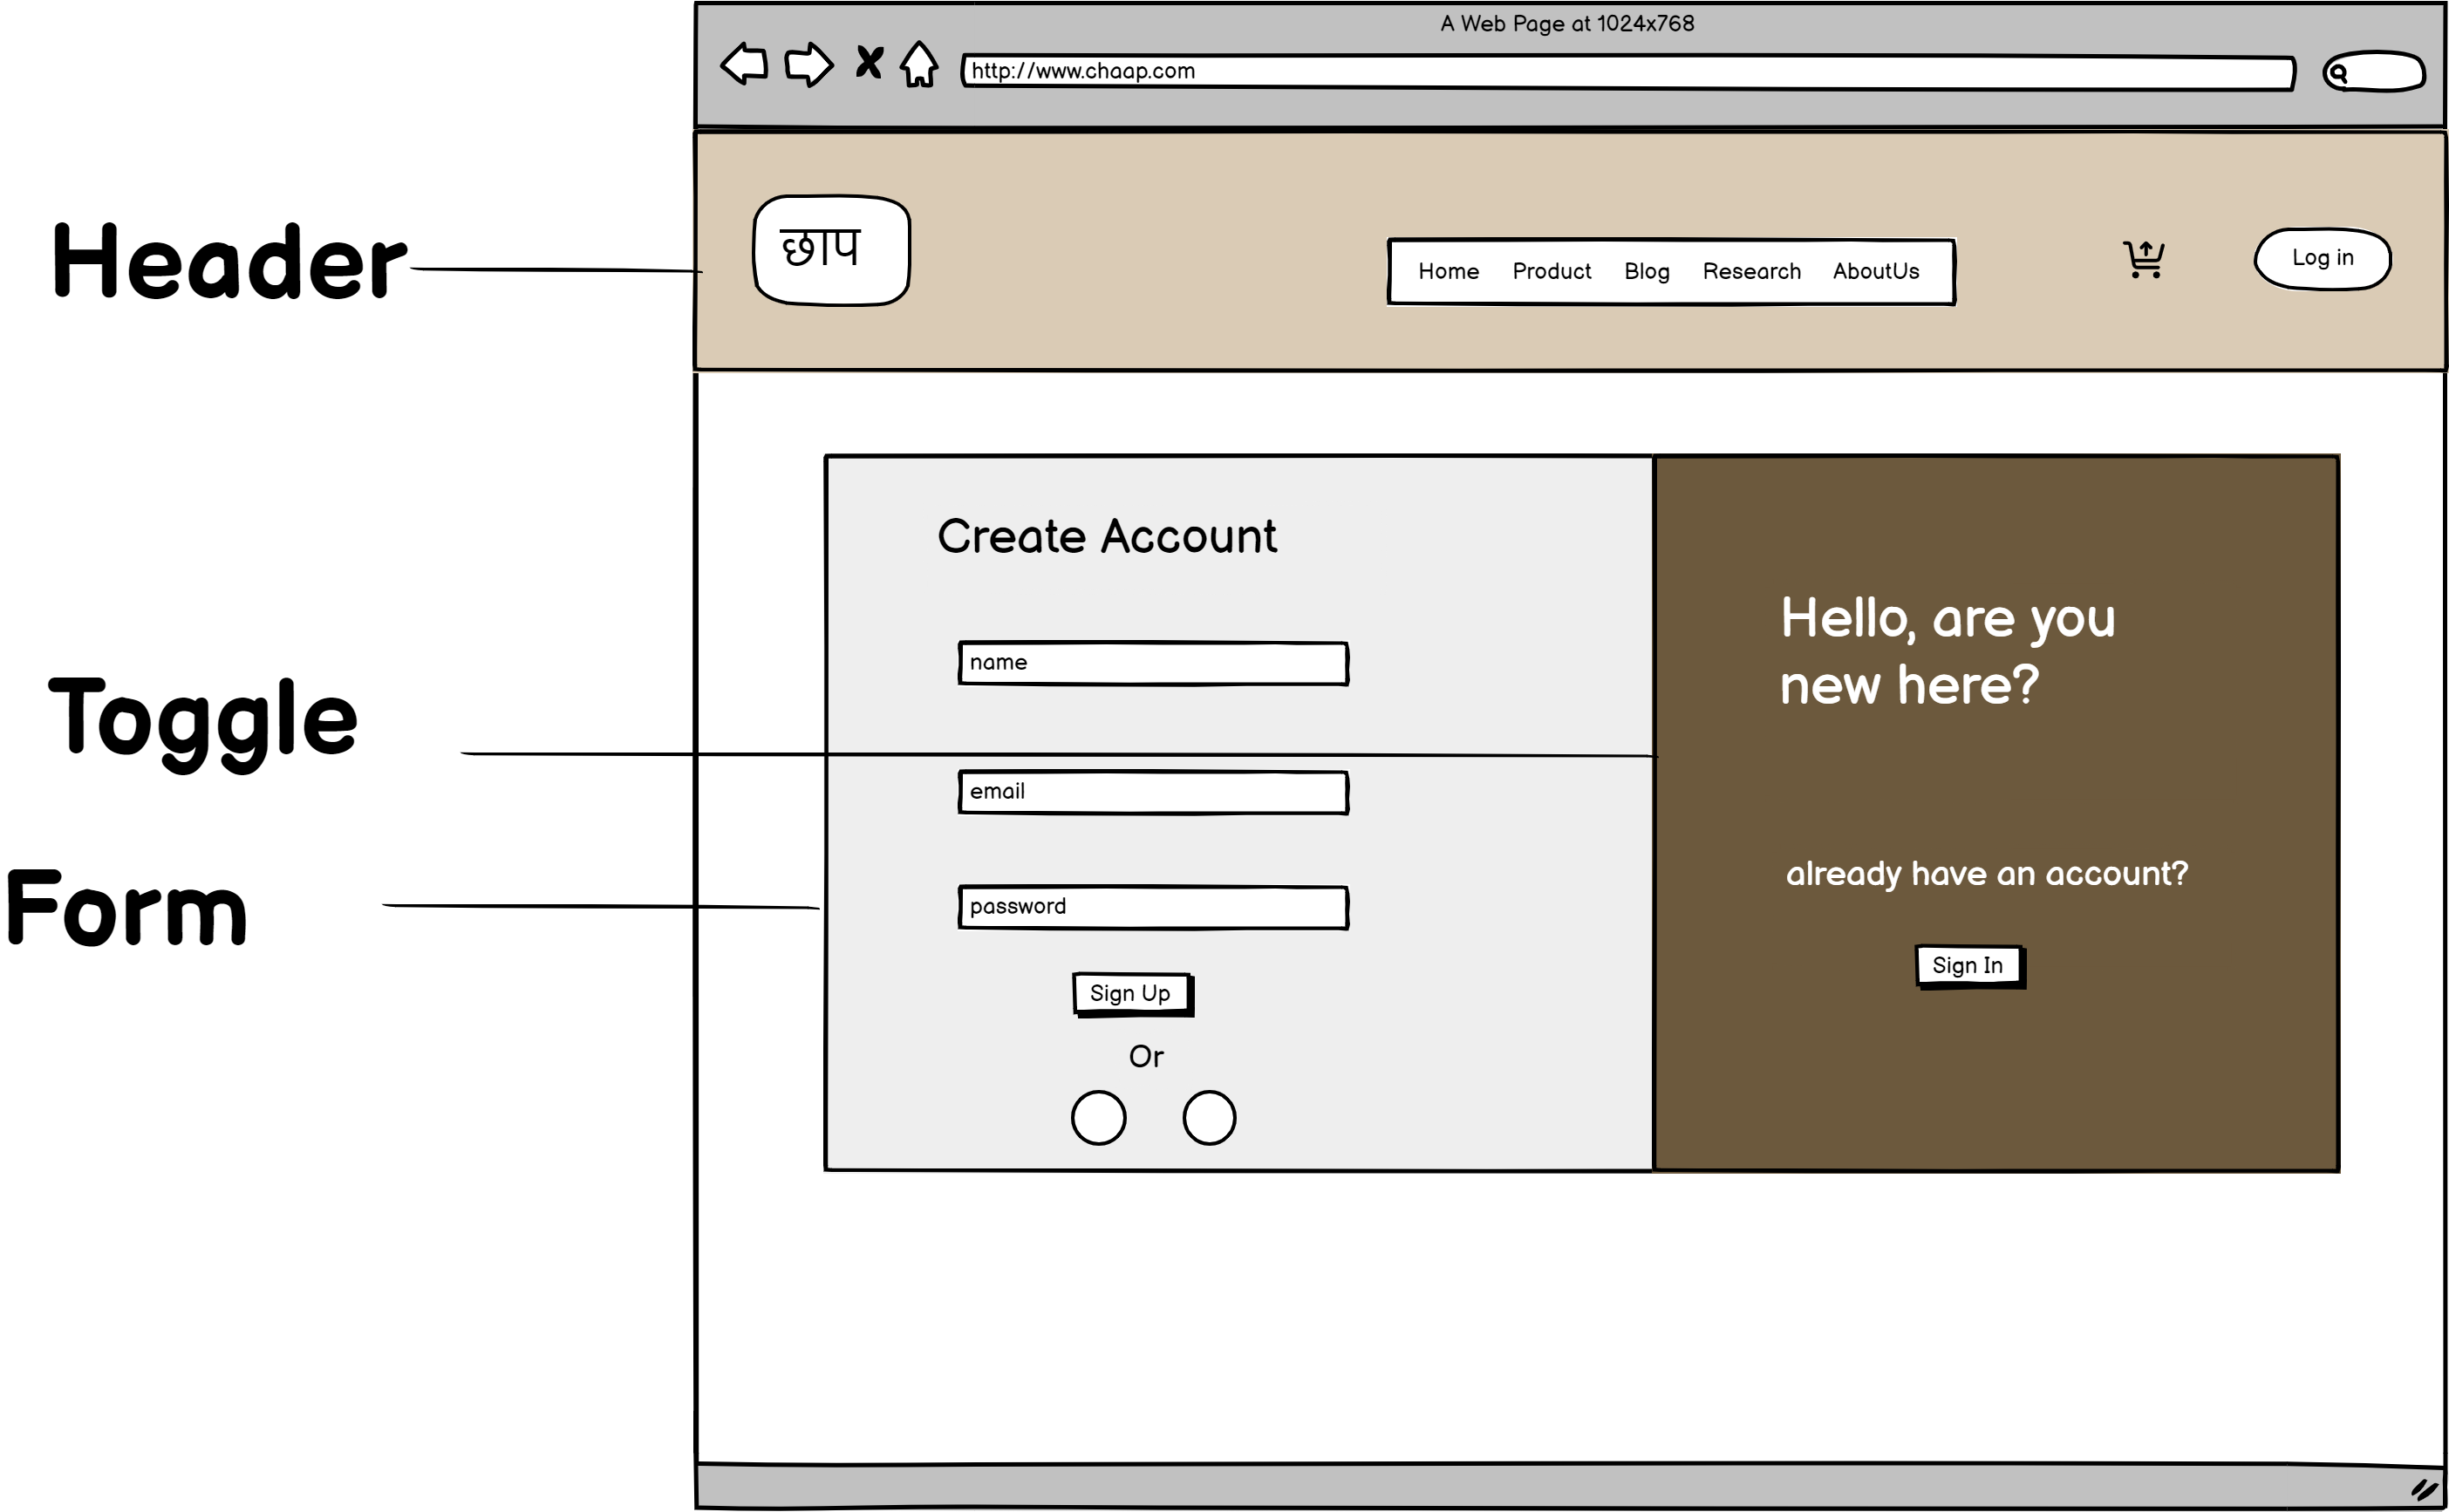 A Web Page at 1024x768
http://www.chaap.com
Header
छाप
Home Product Blog Research AboutUs
Log in
Create Account
name
Toggle
email
Form
password
Sign Up
Or
Hello, are you
new here?
already have an account?
Sign In